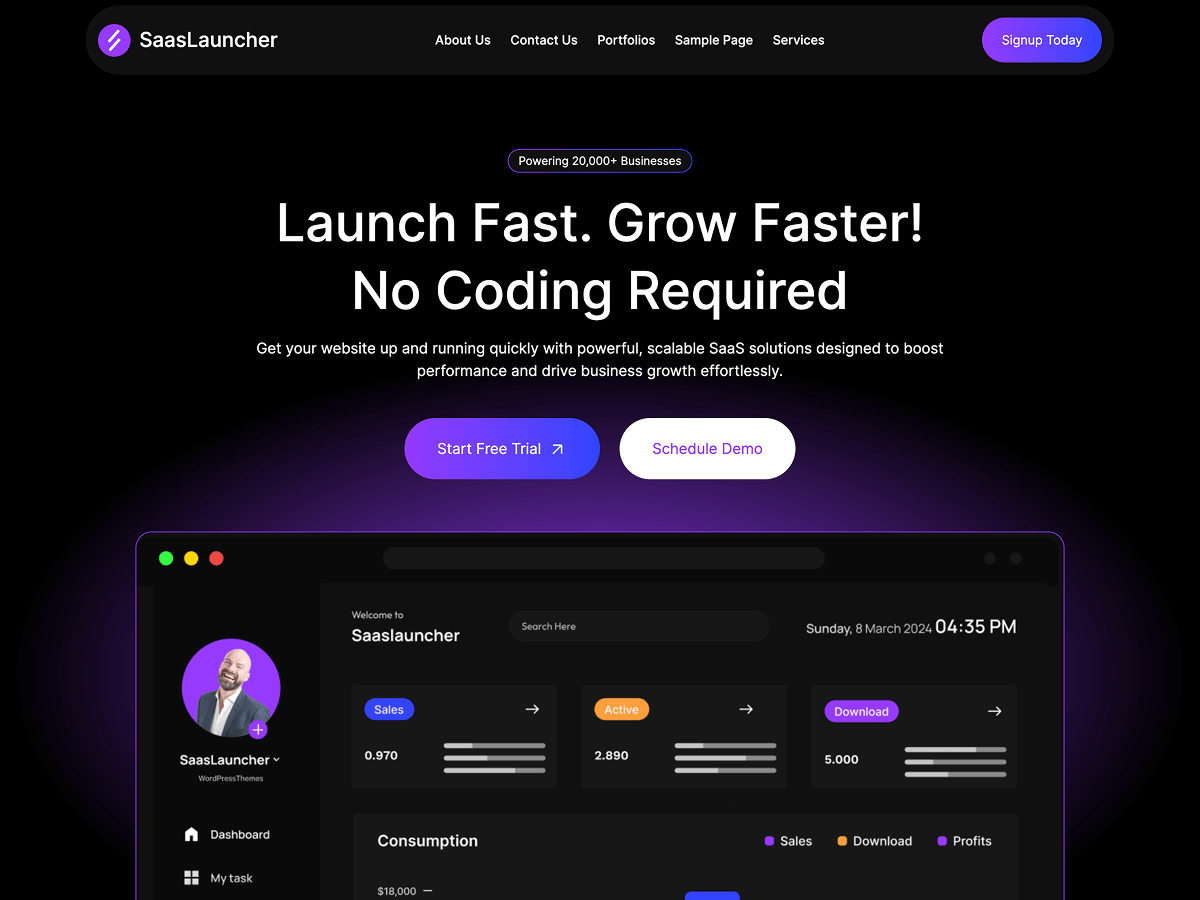 SaasLauncher
About Us
Contact Us
Portfolios
Sample Page
Services
Signup Today
Powering 20,000+ Businesses
Launch Fast. Grow Faster!
No Coding Required
Get your website up and running quickly with powerful, scalable SaaS solutions designed to boost
performance and drive business growth effortlessly.
Start Free Trial
Schedule Demo
Welcome to
Saaslauncher
Search Here
Sunday, 8 March 2024 04:35 PM
SaasLauncher
WordPressThemes
Dashboard
My task
Sales
0.970
Active
2.890
Download
5.000
Consumption
Sales
Download
Profits
$18,000